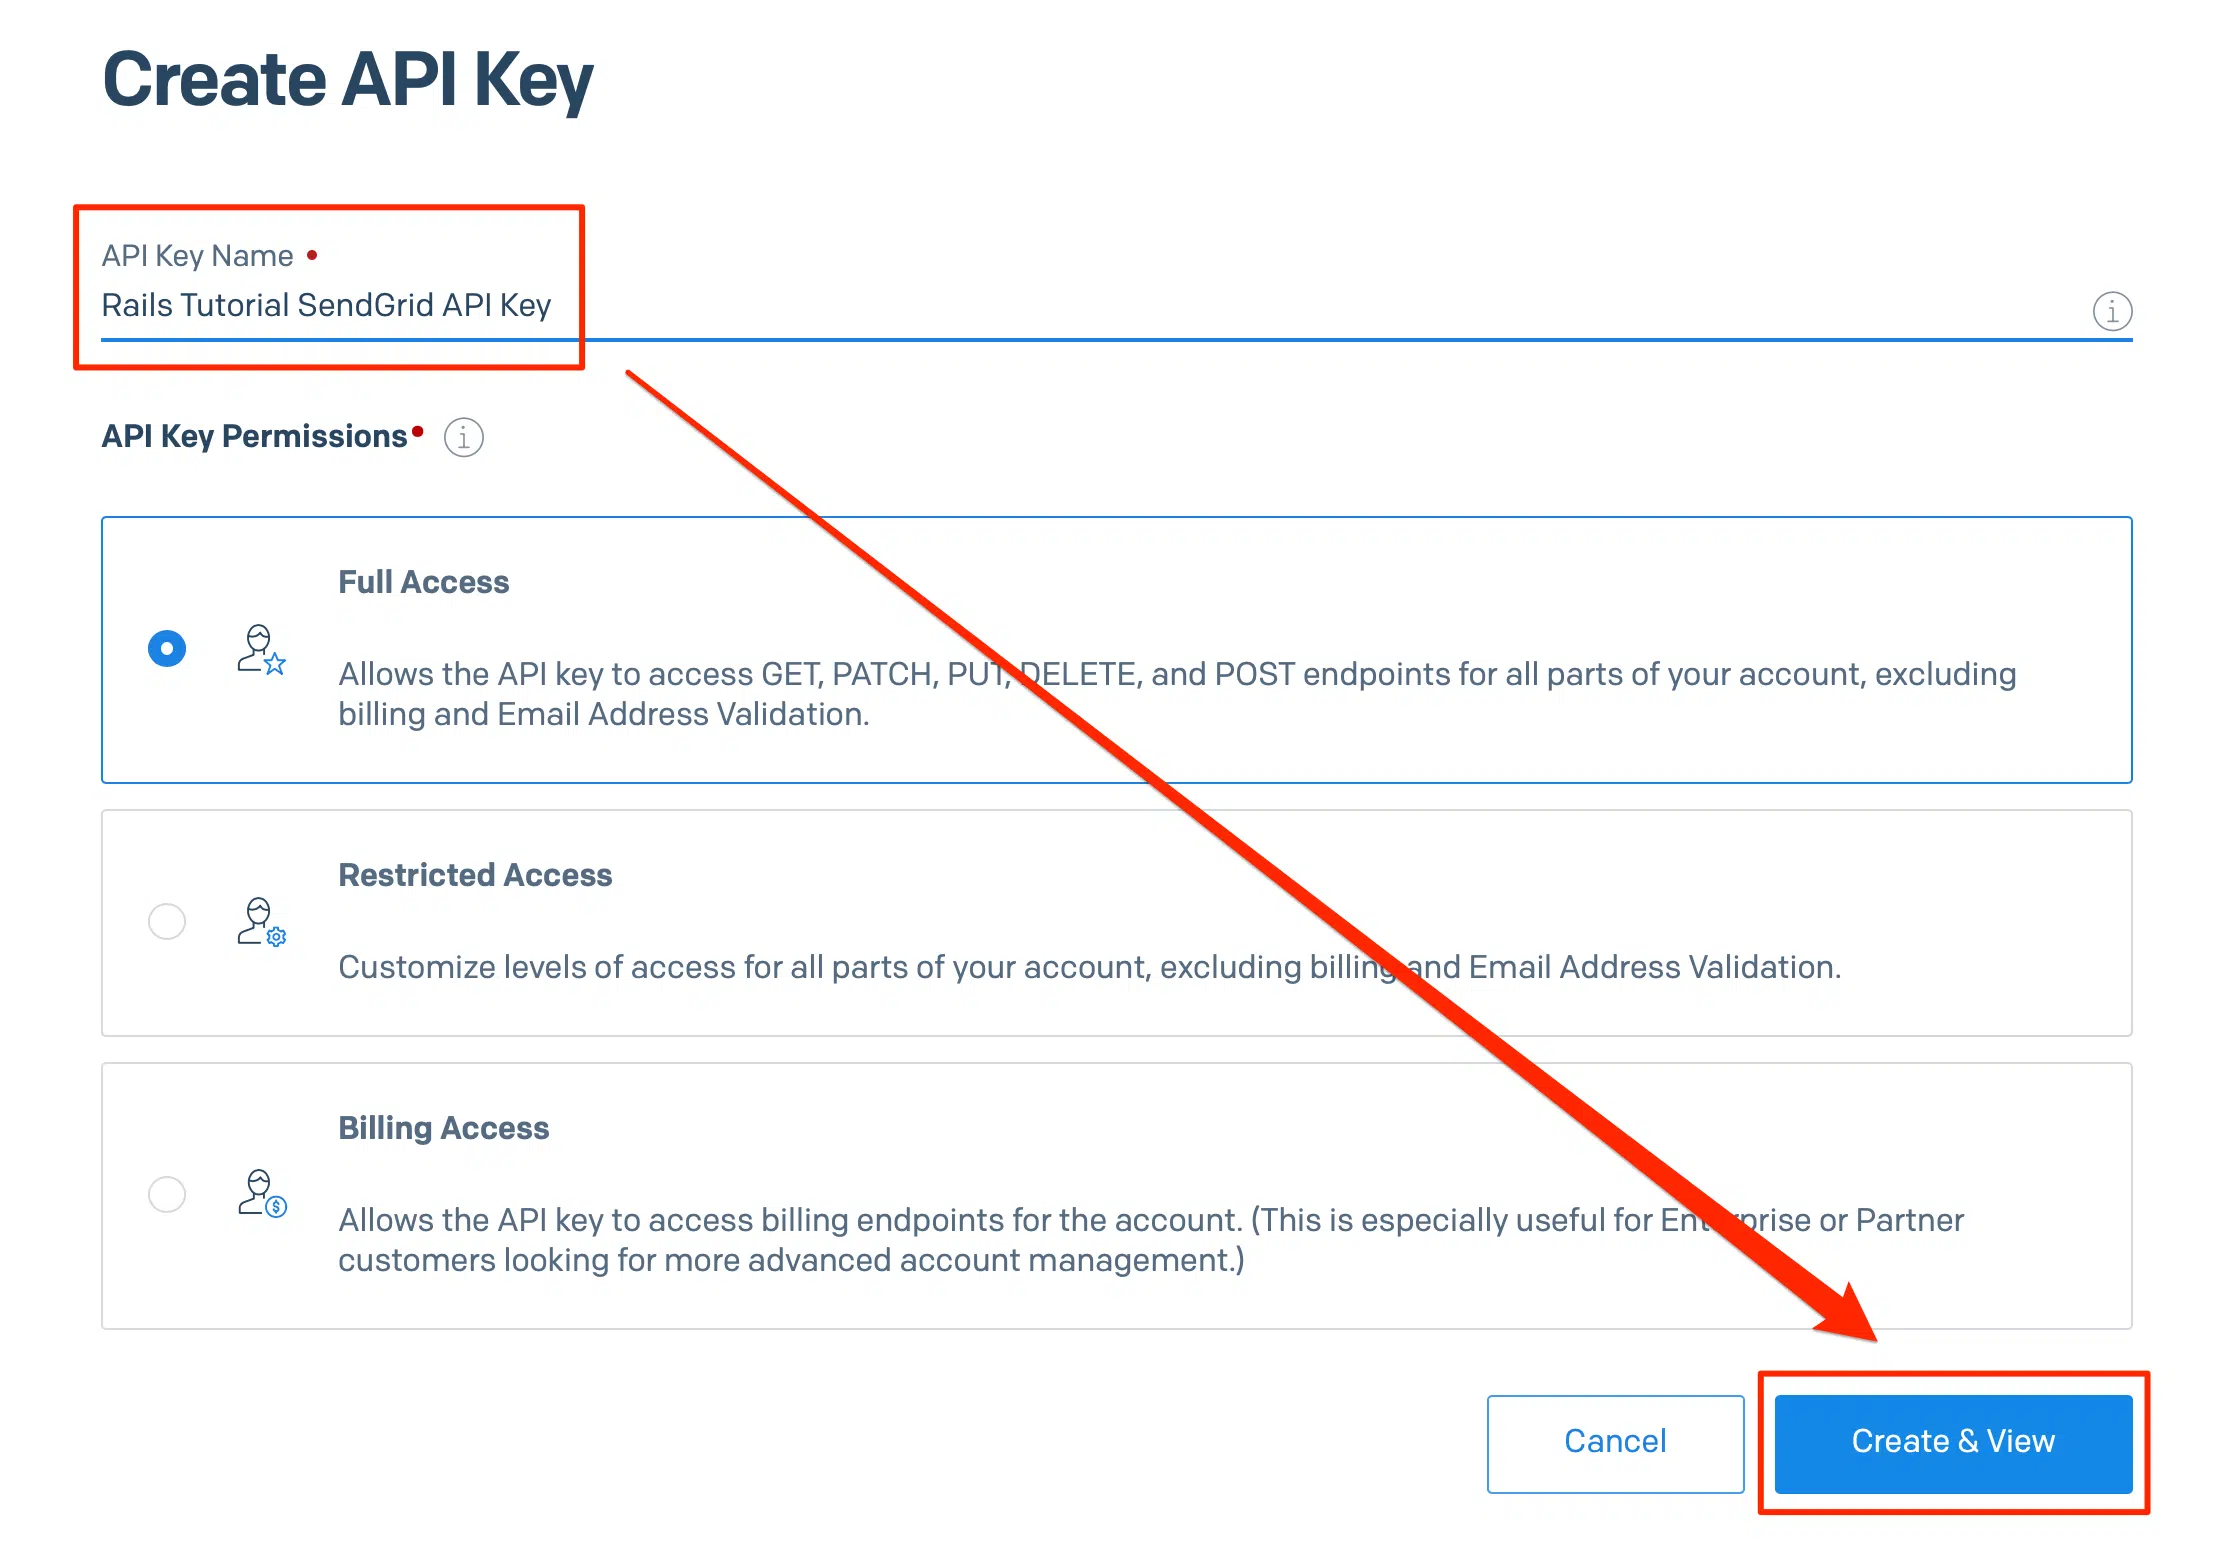 Create API Key
API Key Name
Rails Tutorial SendGrid API Key
API Key Permissions
Full Access
Allows the API key to access GET, PATCH, PUT, DELETE, and POST endpoints for all parts of your account, excluding
billing and Email Address Validation.
Restricted Access
Customize levels of access for all parts of your account, excluding billing and Email Address Validation.
Billing Access
Allows the API key to access billing endpoints for the account. (This is especially useful for Enterprise or Partner
customers looking for more advanced account management.)
Cancel
Create & View